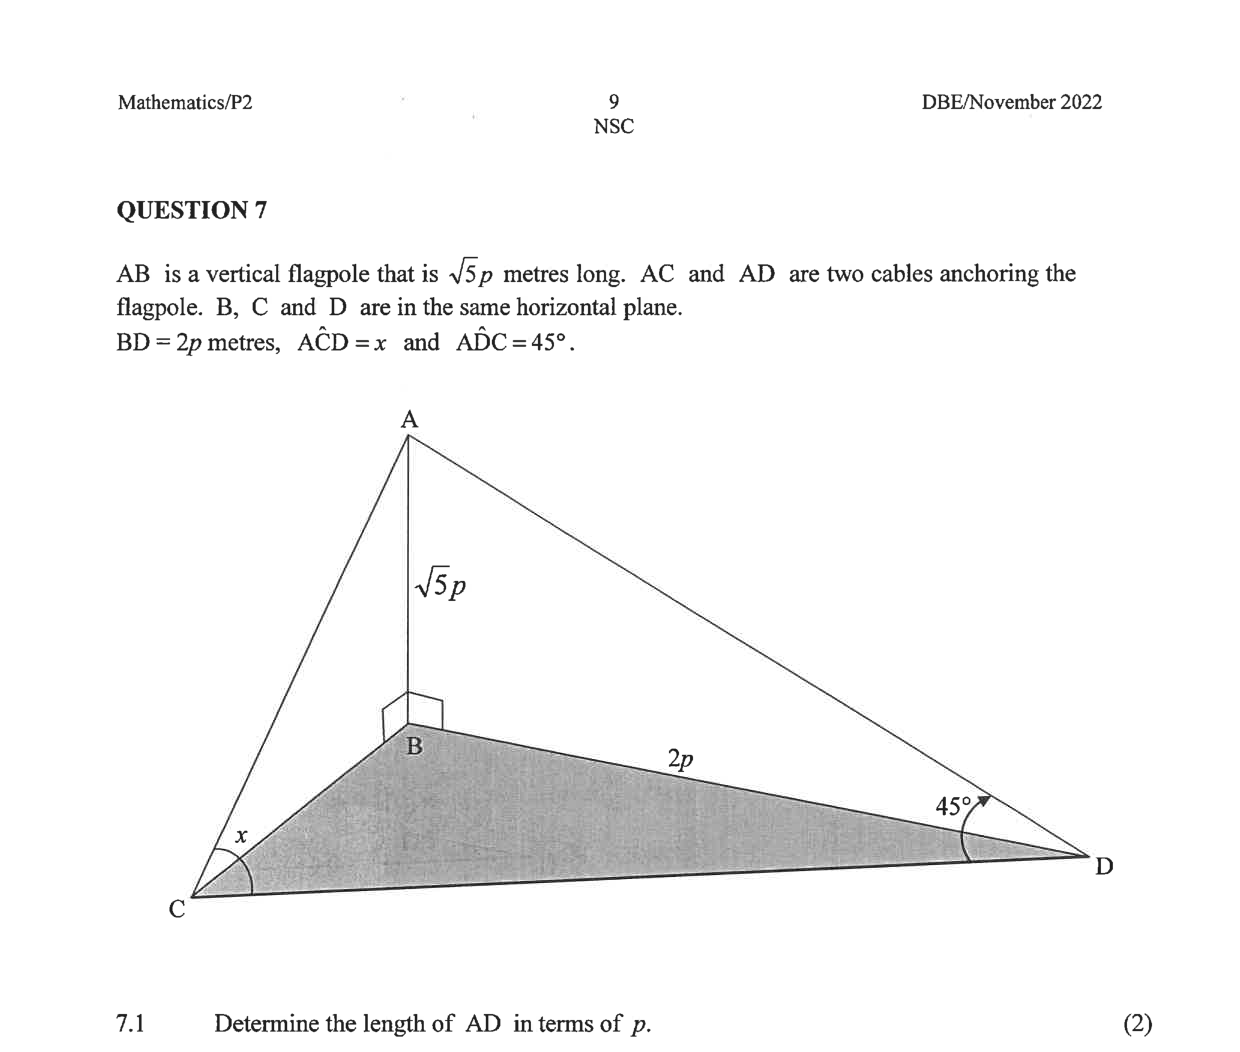 Mathematics/P2 9 DBE/November 2022
NSC
QUESTION 7
AB is a vertical flagpole that is √5p metres long. AC and AD are two cables anchoring the
flagpole. B, C and D are in the same horizontal plane.
BD = 2p metres, AĈD = x and AD̂C = 45°.
A
√5p
B
2p
45°
x
D
C
7.1 Determine the length of AD in terms of p. (2)